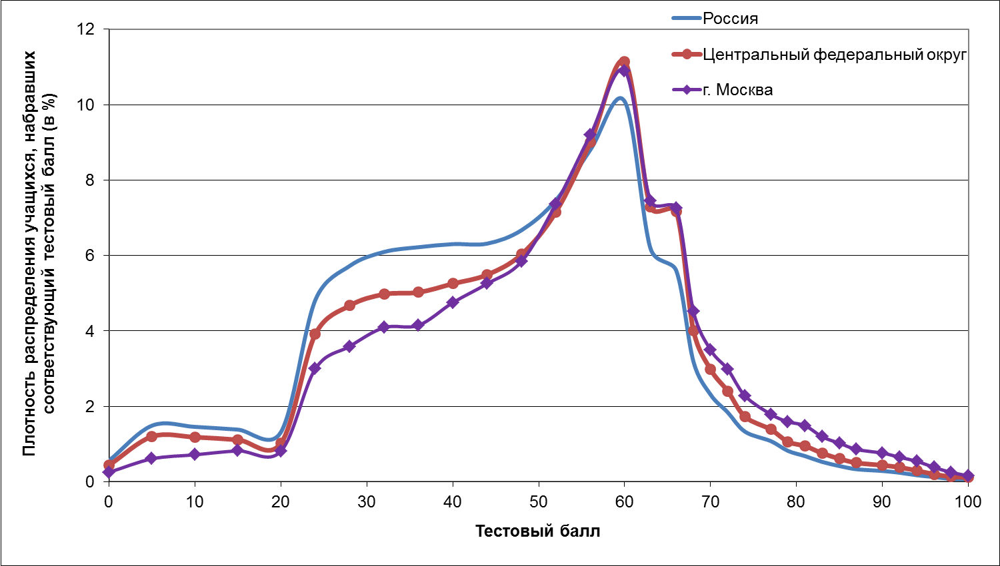 Россия
Центральный федеральный округ
г. Москва
Плотность распределения учащихся, набравших
соответствующий тестовый балл (в %)
12
10
8
6
4
2
0
0 10 20 30 40 50 60 70 80 90 100
Тестовый балл